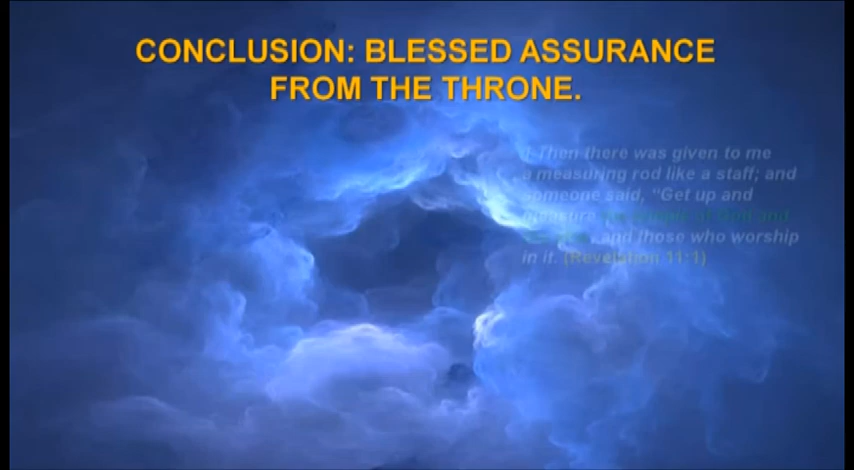 CONCLUSION: BLESSED ASSURANCE
FROM THE THRONE.
1 Then there was given to me
a measuring rod like a staff; and
someone said, "Get up and
measure the temple of God and
, and those who worship
in it. (Revelation 11:1)